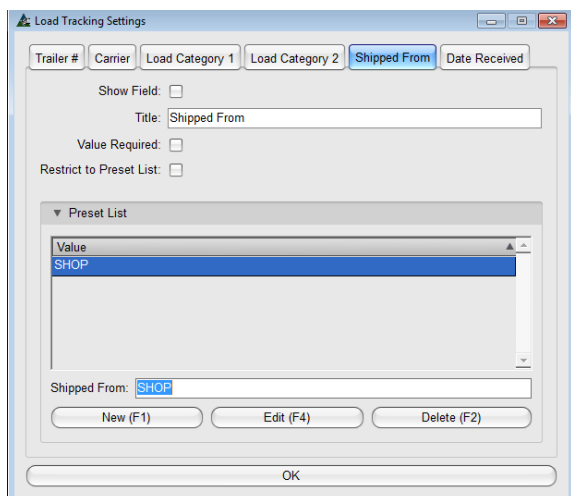 Load Tracking Settings
Trailer # Carrier Load Category 1 Load Category 2 Shipped From Date Received
Show Field:
Title: Shipped From
Value Required:
Restrict to Preset List:
Preset List
Value
SHOP
Shipped From: SHOP
New (F1) Edit (F4) Delete (F2)
OK